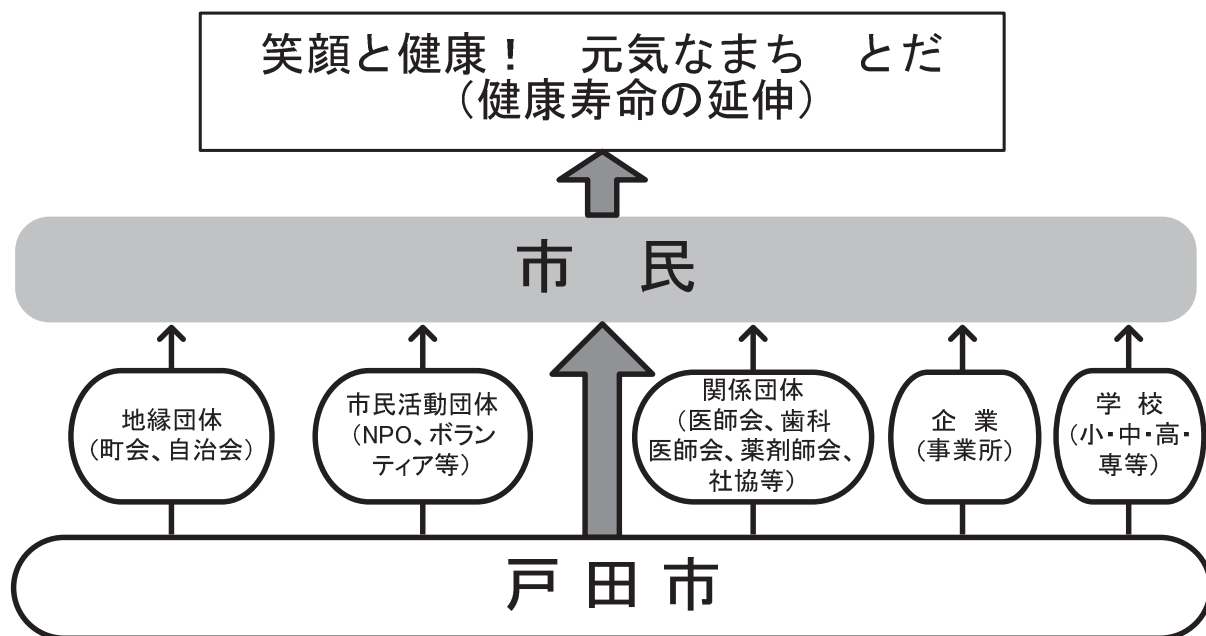 笑顔と健康！　元気なまち　とだ
（健康寿命の延伸）
市　民
地縁団体
（町会、自治会）
市民活動団体
（NPO、ボラン
ティア等）
関係団体
（医師会、歯科
医師会、薬剤師会、
社協等）
企　業
（事業所）
学　校
（小・中・高・
専等）
戸田市